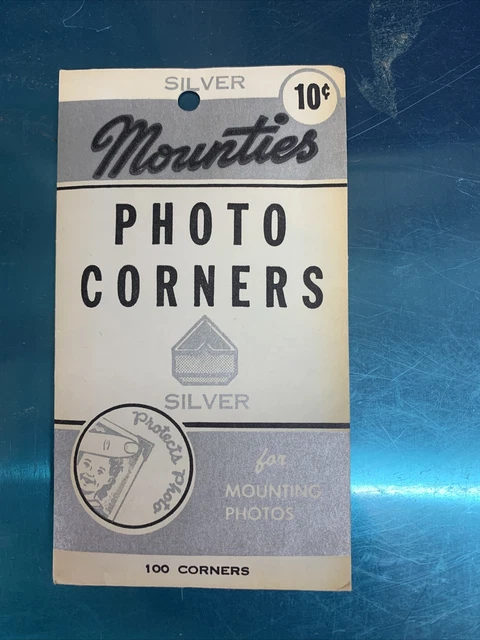 SILVER
10¢
Mounties
PHOTO
CORNERS
SILVER
Protects Photo
for
MOUNTING
PHOTOS
100 CORNERS